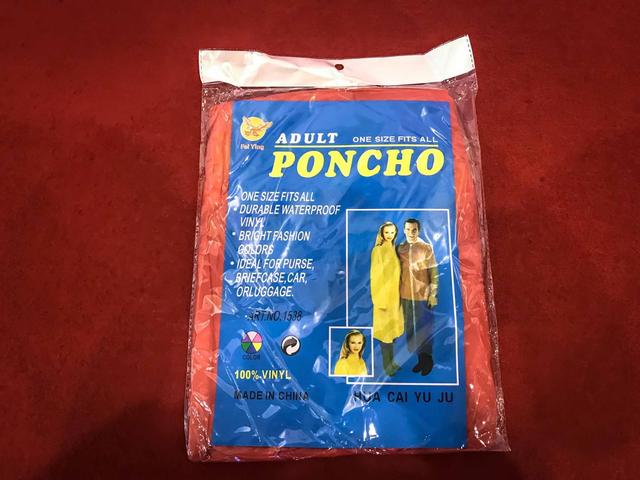 Pei Ying
ADULT ONE SIZE FITS ALL
PONCHO
• ONE SIZE FITS ALL
• DURABLE WATERPROOF
VINYL
• BRIGHT FASHION
COLORS
• IDEAL FOR PURSE,
BRIEFCASE, CAR,
ORLUGGAGE.
ART.NO.1538
COLOR
100% VINYL
MADE IN CHINA
HUA CAI YU JU